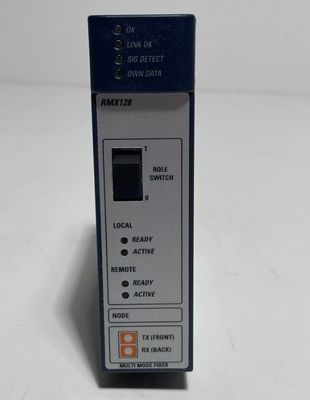 OK
LINK OK
SIG DETECT
OWN DATA
RMX128
1
ROLE
SWITCH
0
LOCAL
READY
ACTIVE
REMOTE
READY
ACTIVE
NODE
TX (FRONT)
RX (BACK)
MULTI MODE FIBER